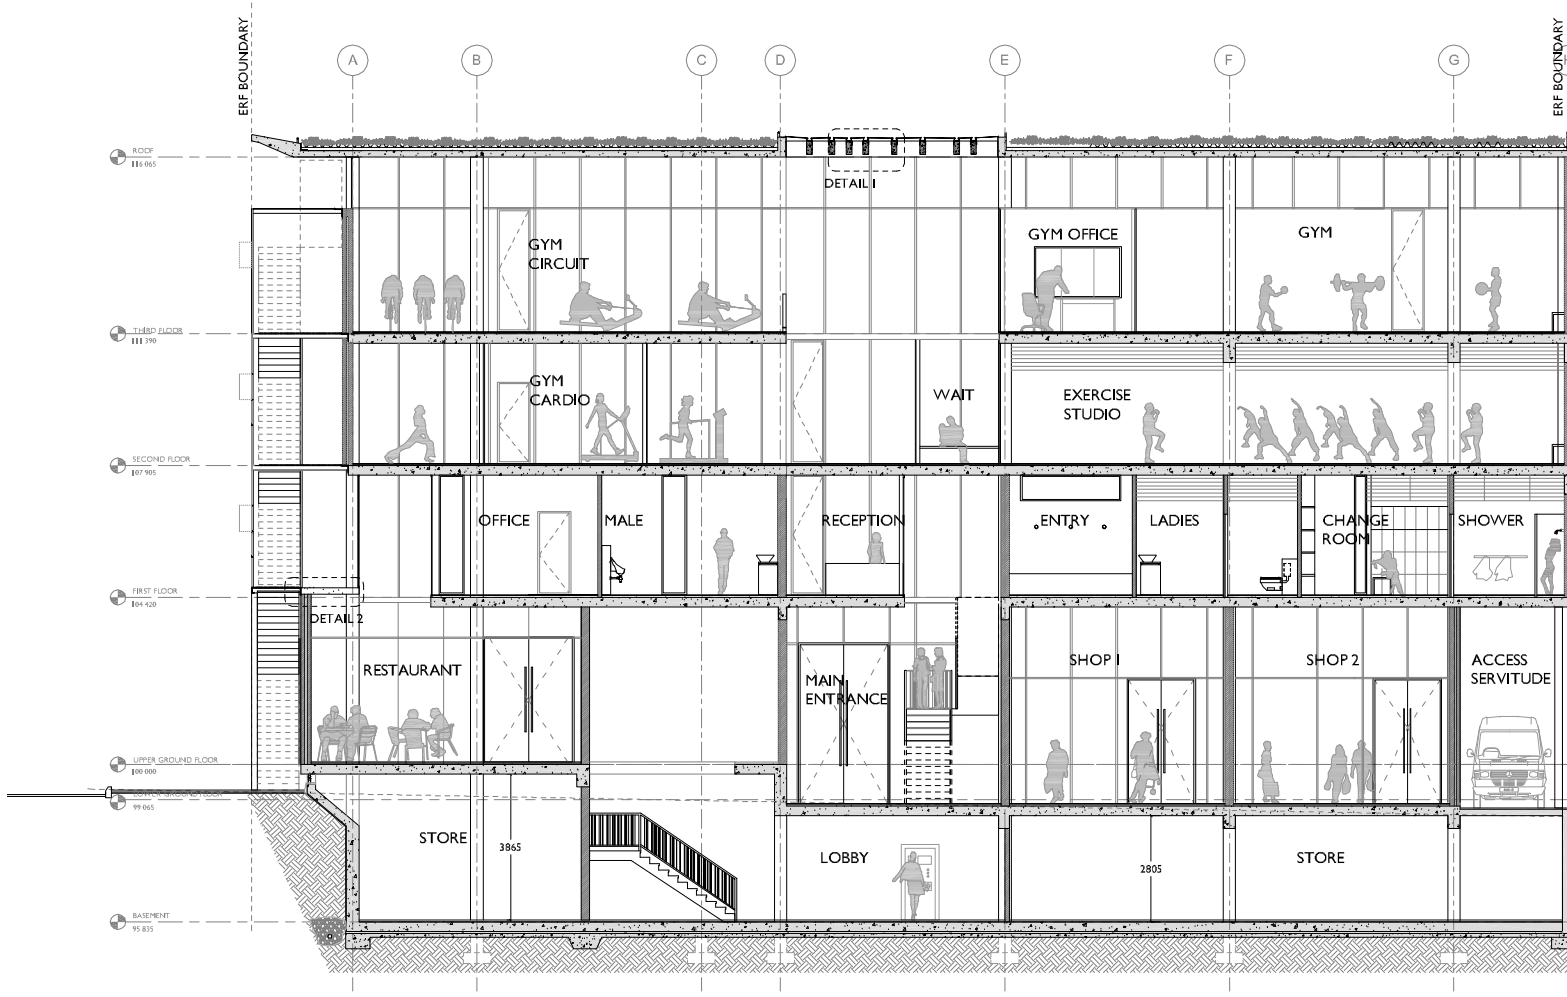 ERF BOUNDARY
ERF BOUNDARY
A
B
C
D
E
F
G
ROOF
116 065
DETAIL 1
GYM
CIRCUIT
GYM OFFICE
GYM
THIRD FLOOR
111 390
GYM
CARDIO
WAIT
EXERCISE
STUDIO
SECOND FLOOR
107 905
OFFICE
MALE
RECEPTION
ENTRY
LADIES
CHANGE
ROOM
SHOWER
FIRST FLOOR
104 420
DETAIL 2
RESTAURANT
MAIN
ENTRANCE
SHOP 1
SHOP 2
ACCESS
SERVITUDE
UPPER GROUND FLOOR
100 000
LOWER GROUND FLOOR
99 065
STORE
3865
LOBBY
2805
STORE
BASEMENT
95 835